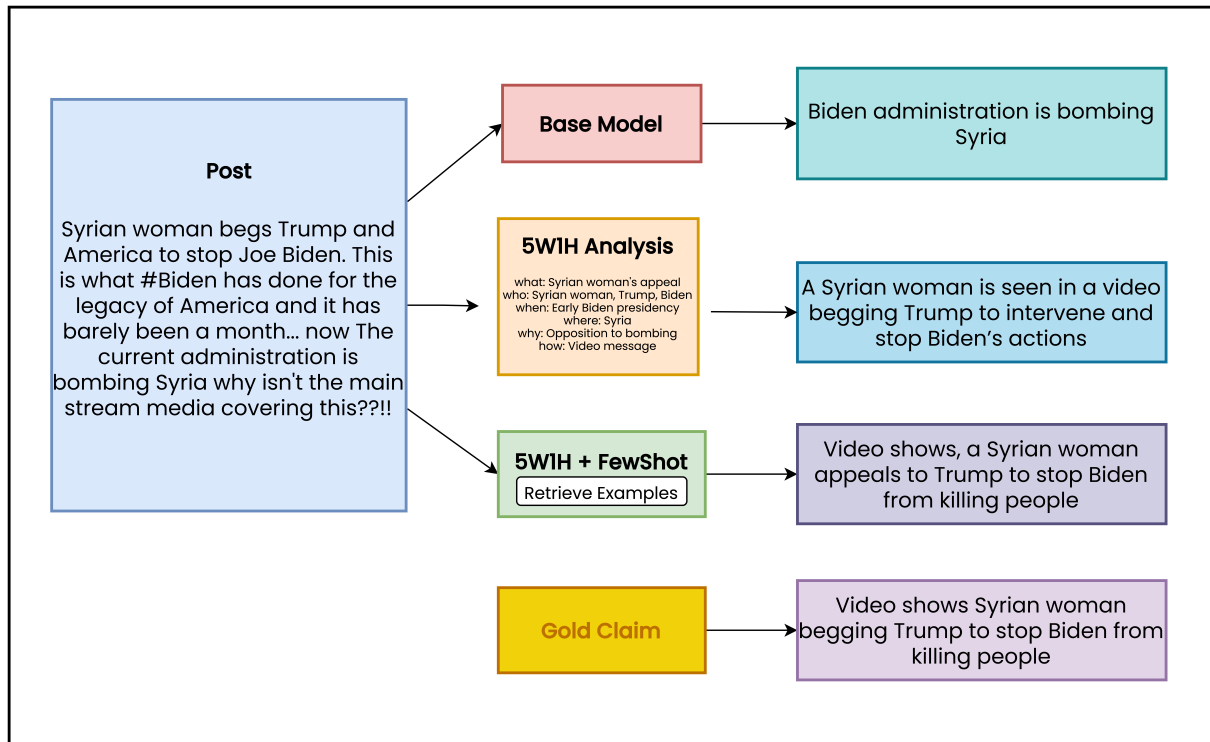 Post
Syrian woman begs Trump and
America to stop Joe Biden. This
is what #Biden has done for the
legacy of America and it has
barely been a month... now The
current administration is
bombing Syria why isn't the main
stream media covering this??!!
Base Model
Biden administration is bombing
Syria
5W1H Analysis
what: Syrian woman's appeal
who: Syrian woman, Trump, Biden
when: Early Biden presidency
where: Syria
why: Opposition to bombing
how: Video message
A Syrian woman is seen in a video
begging Trump to intervene and
stop Biden’s actions
5W1H + FewShot
Retrieve Examples
Video shows, a Syrian woman
appeals to Trump to stop Biden
from killing people
Gold Claim
Video shows Syrian woman
begging Trump to stop Biden from
killing people